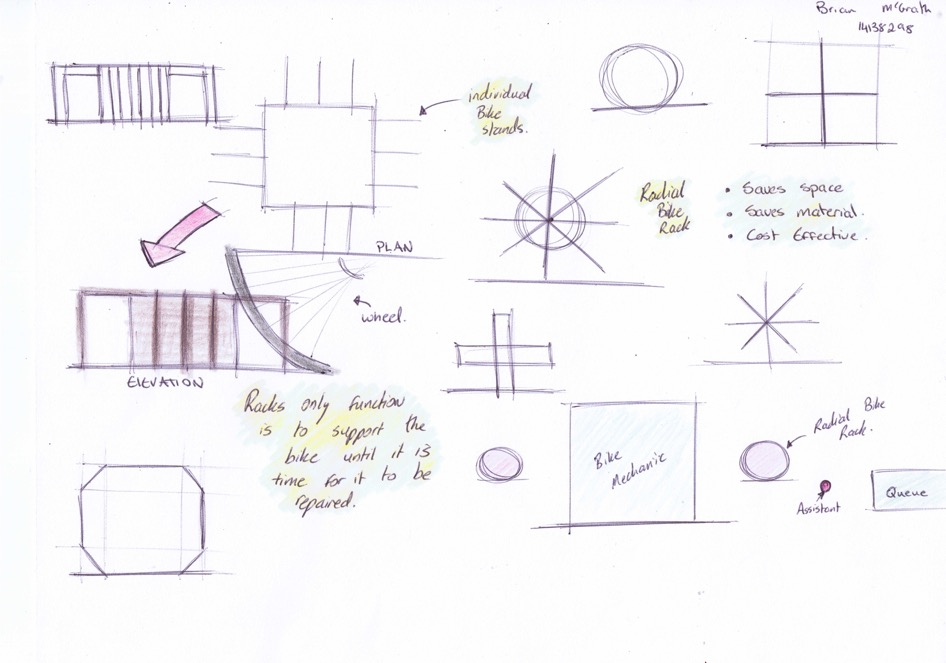 Brian McGrath
14138298
individual
Bike
stands.
Radial
Bike
Rack
• Saves space
• Saves material.
• Cost Effective.
PLAN
wheel.
ELEVATION
Racks only function
is to support the
bike until it is
time for it to be
repaired.
Bike
Mechanic
Radial Bike
Rack.
Assistant
Queue